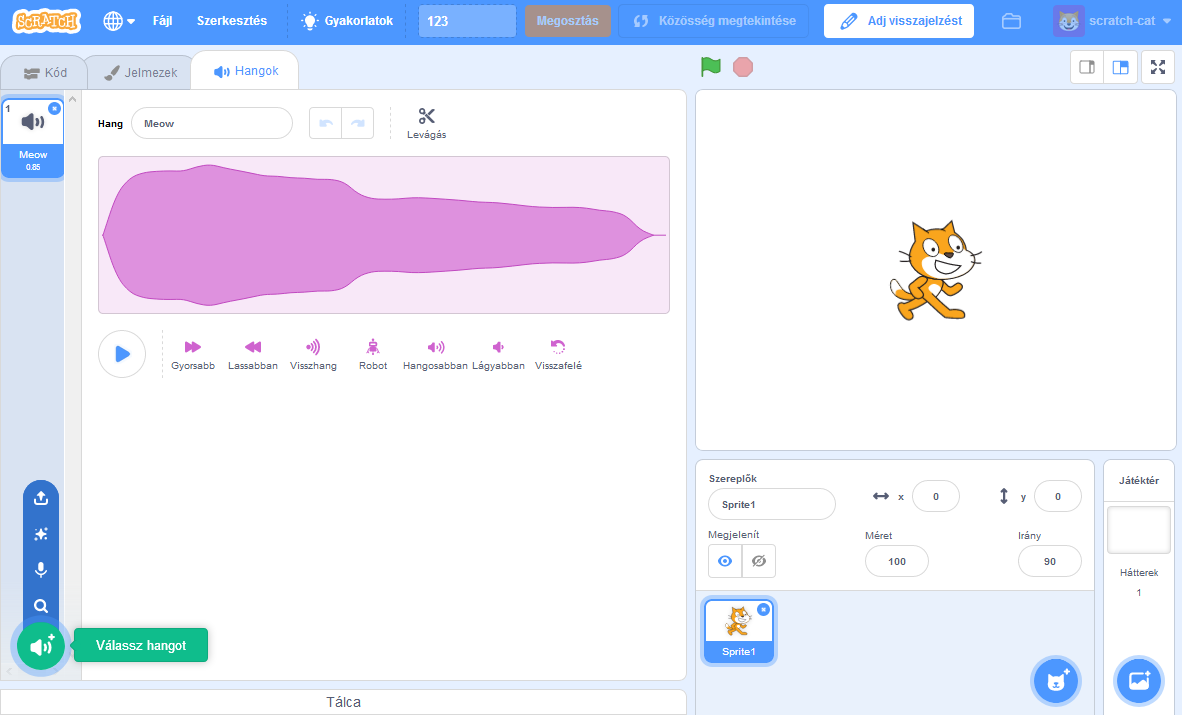 SCRATCH
Fájl
Szerkesztés
Gyakorlatok
123
Megosztás
Közösség megtekintése
Adj visszajelzést
scratch-cat
Kód
Jelmezek
Hangok
1
Meow
0.85
Hang
Meow
Levágás
Gyorsabb
Lassabban
Visszhang
Robot
Hangosabban
Lágyabban
Visszafelé
Válassz hangot
Tálca
Szereplők
Sprite1
x
0
y
0
Megjelenít
Méret
100
Irány
90
Sprite1
Játéktér
Hátterek
1